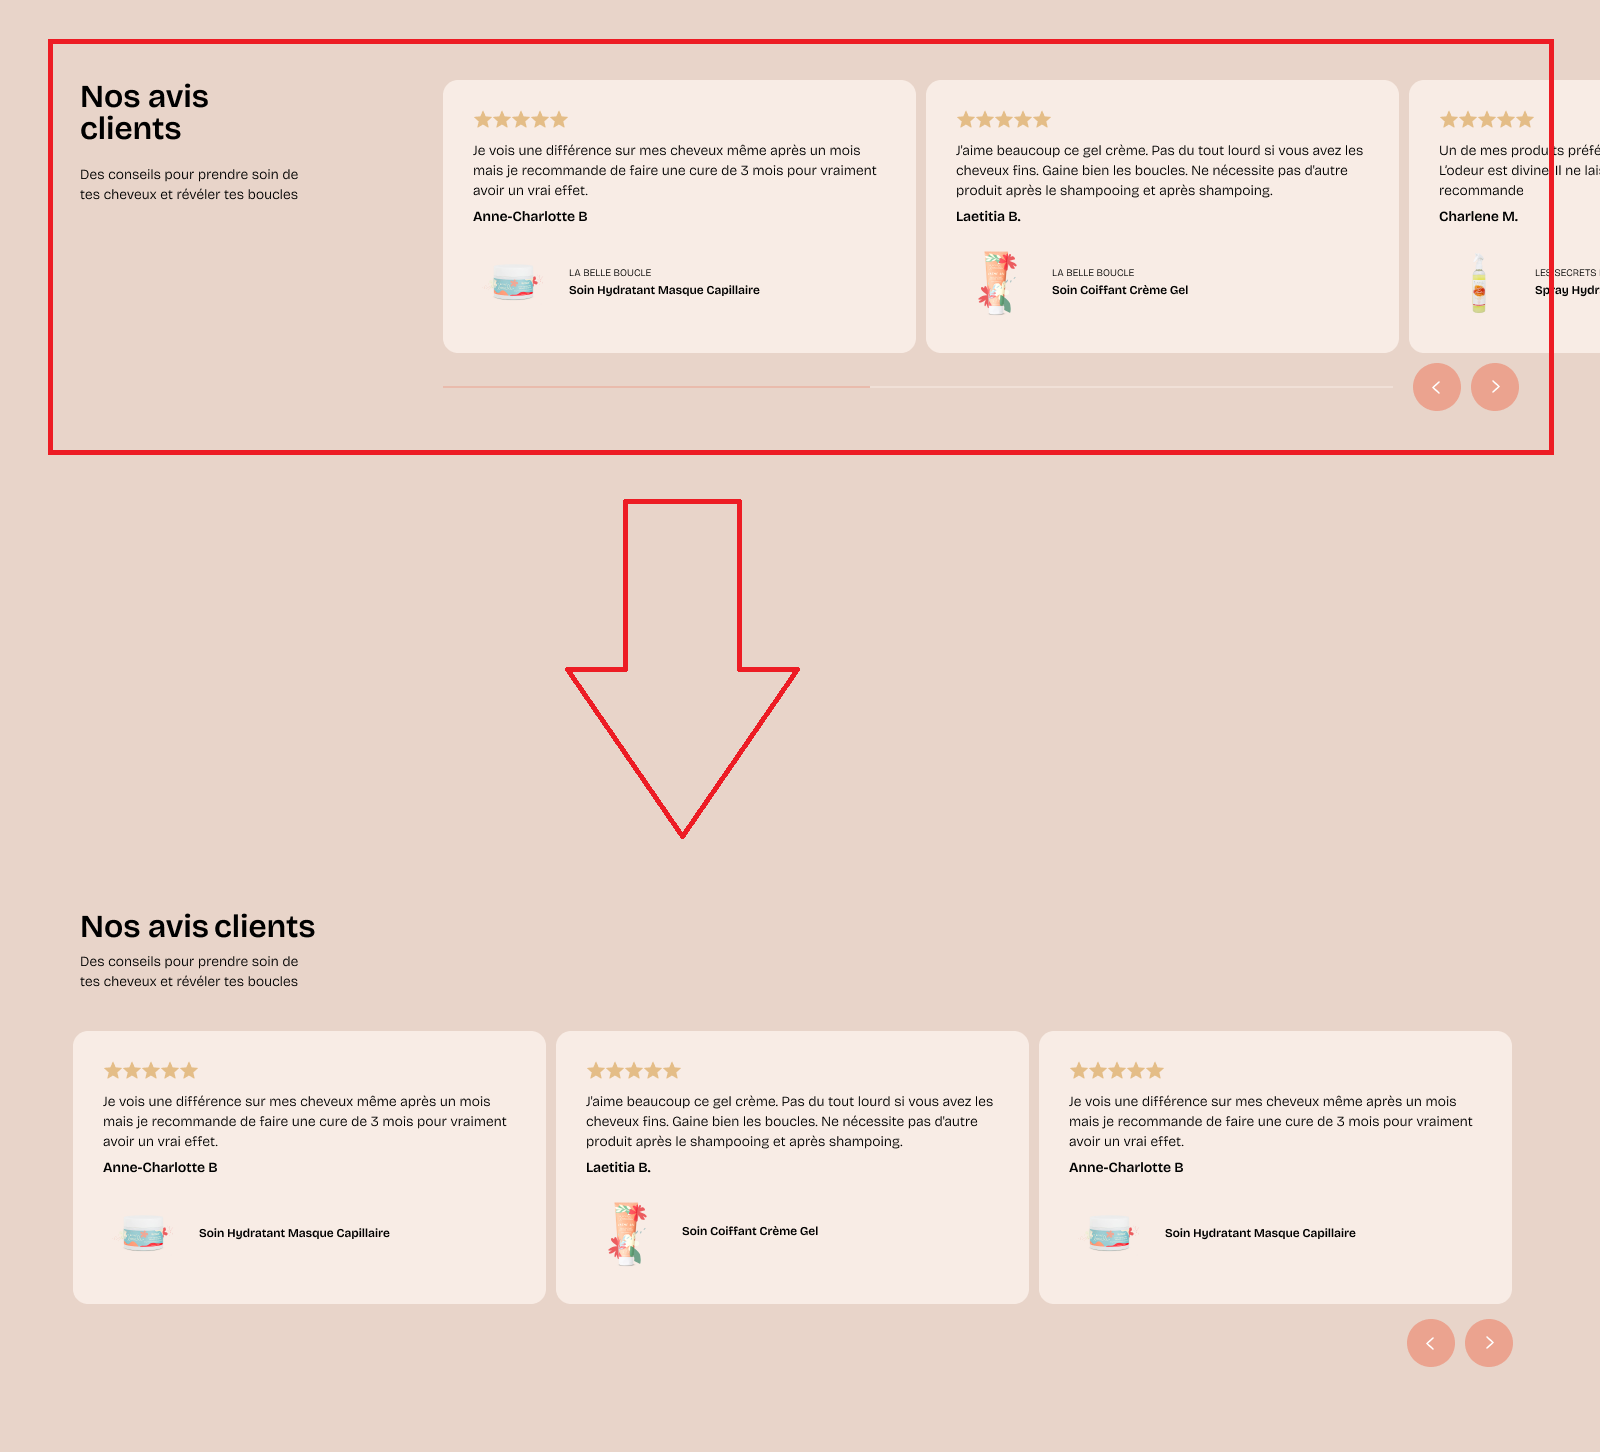 Nos avis
clients
Des conseils pour prendre soin de
tes cheveux et révéler tes boucles
Je vois une différence sur mes cheveux même après un mois
mais je recommande de faire une cure de 3 mois pour vraiment
avoir un vrai effet.
Anne-Charlotte B
LA BELLE BOUCLE
Soin Hydratant Masque Capillaire
J'aime beaucoup ce gel crème. Pas du tout lourd si vous avez les
cheveux fins. Gaine bien les boucles. Ne nécessite pas d'autre
produit après le shampooing et après shampoing.
Laetitia B.
LA BELLE BOUCLE
Soin Coiffant Crème Gel
Un de mes produits préfé
L'odeur est divine Il ne lais
recommande
Charlene M.
LES SECRETS
Spray Hydr
Nos avis clients
Des conseils pour prendre soin de
tes cheveux et révéler tes boucles
Je vois une différence sur mes cheveux même après un mois
mais je recommande de faire une cure de 3 mois pour vraiment
avoir un vrai effet.
Anne-Charlotte B
Soin Hydratant Masque Capillaire
J'aime beaucoup ce gel crème. Pas du tout lourd si vous avez les
cheveux fins. Gaine bien les boucles. Ne nécessite pas d'autre
produit après le shampooing et après shampoing.
Laetitia B.
Soin Coiffant Crème Gel
Je vois une différence sur mes cheveux même après un mois
mais je recommande de faire une cure de 3 mois pour vraiment
avoir un vrai effet.
Anne-Charlotte B
Soin Hydratant Masque Capillaire